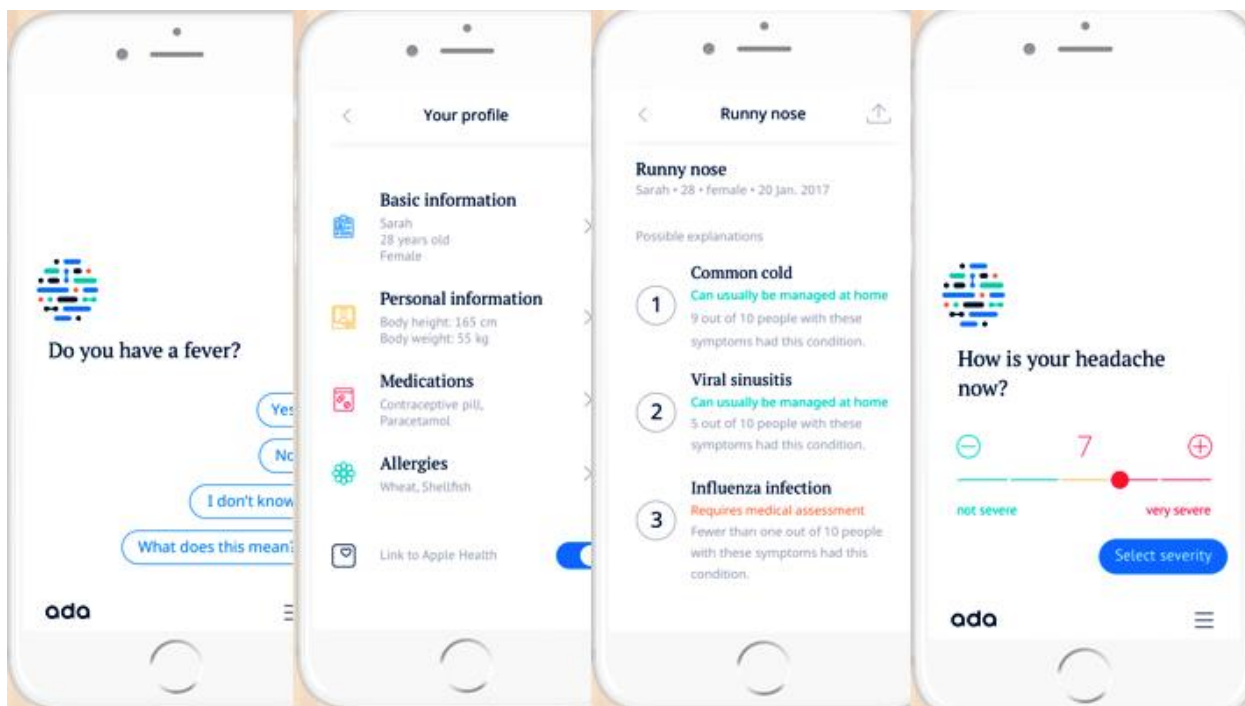 Do you have a fever?
Yes
No
I don't know
What does this mean?
ada
Your profile
Basic information
Sarah
28 years old
Female
Personal information
Body height: 165 cm
Body weight: 55 kg
Medications
Contraceptive pill,
Paracetamol
Allergies
Wheat, Shellfish
Link to Apple Health
Runny nose
Runny nose
Sarah • 28 • female • 20 Jan. 2017
Possible explanations
1
Common cold
Can usually be managed at home
9 out of 10 people with these
symptoms had this condition.
2
Viral sinusitis
Can usually be managed at home
5 out of 10 people with these
symptoms had this condition.
3
Influenza infection
Requires medical assessment
Fewer than one out of 10 people
with these symptoms had this
condition.
How is your headache
now?
7
not severe very severe
Select severity
ada